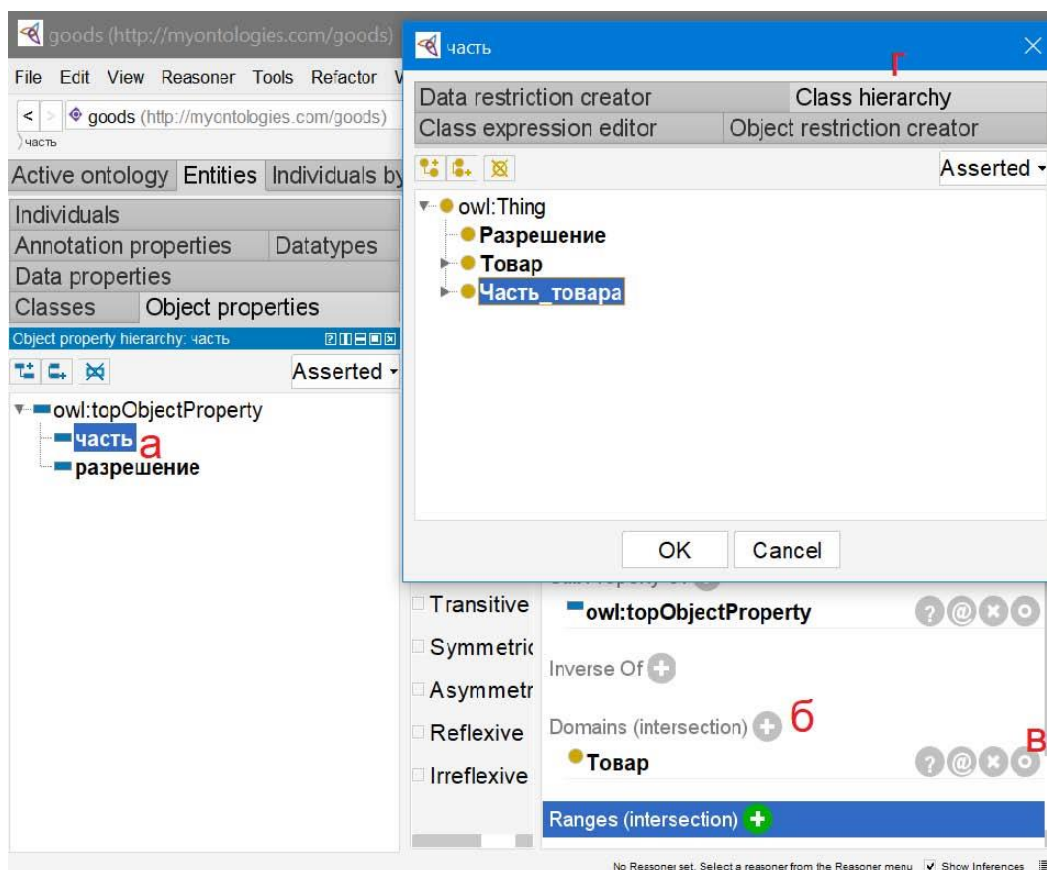 goods (http://myontologies.com/goods)
File Edit View Reasoner Tools Refactor
< > goods (http://myontologies.com/goods)
часть
Active ontology Entities Individuals by
Individuals
Annotation properties Datatypes
Data properties
Classes Object properties
Object property hierarchy: часть
Asserted
owl:topObjectProperty
часть а
разрешение
часть
г
Data restriction creator Class hierarchy
Class expression editor Object restriction creator
Asserted
owl:Thing
Разрешение
Товар
Часть_товара
OK Cancel
Transitive
Symmetric
Asymmetr
Reflexive
Irreflexive
owl:topObjectProperty
Inverse Of
Domains (intersection) б
в
Товар
Ranges (intersection)
No Reasoner set. Select a reasoner from the Reasoner menu Show Inferences